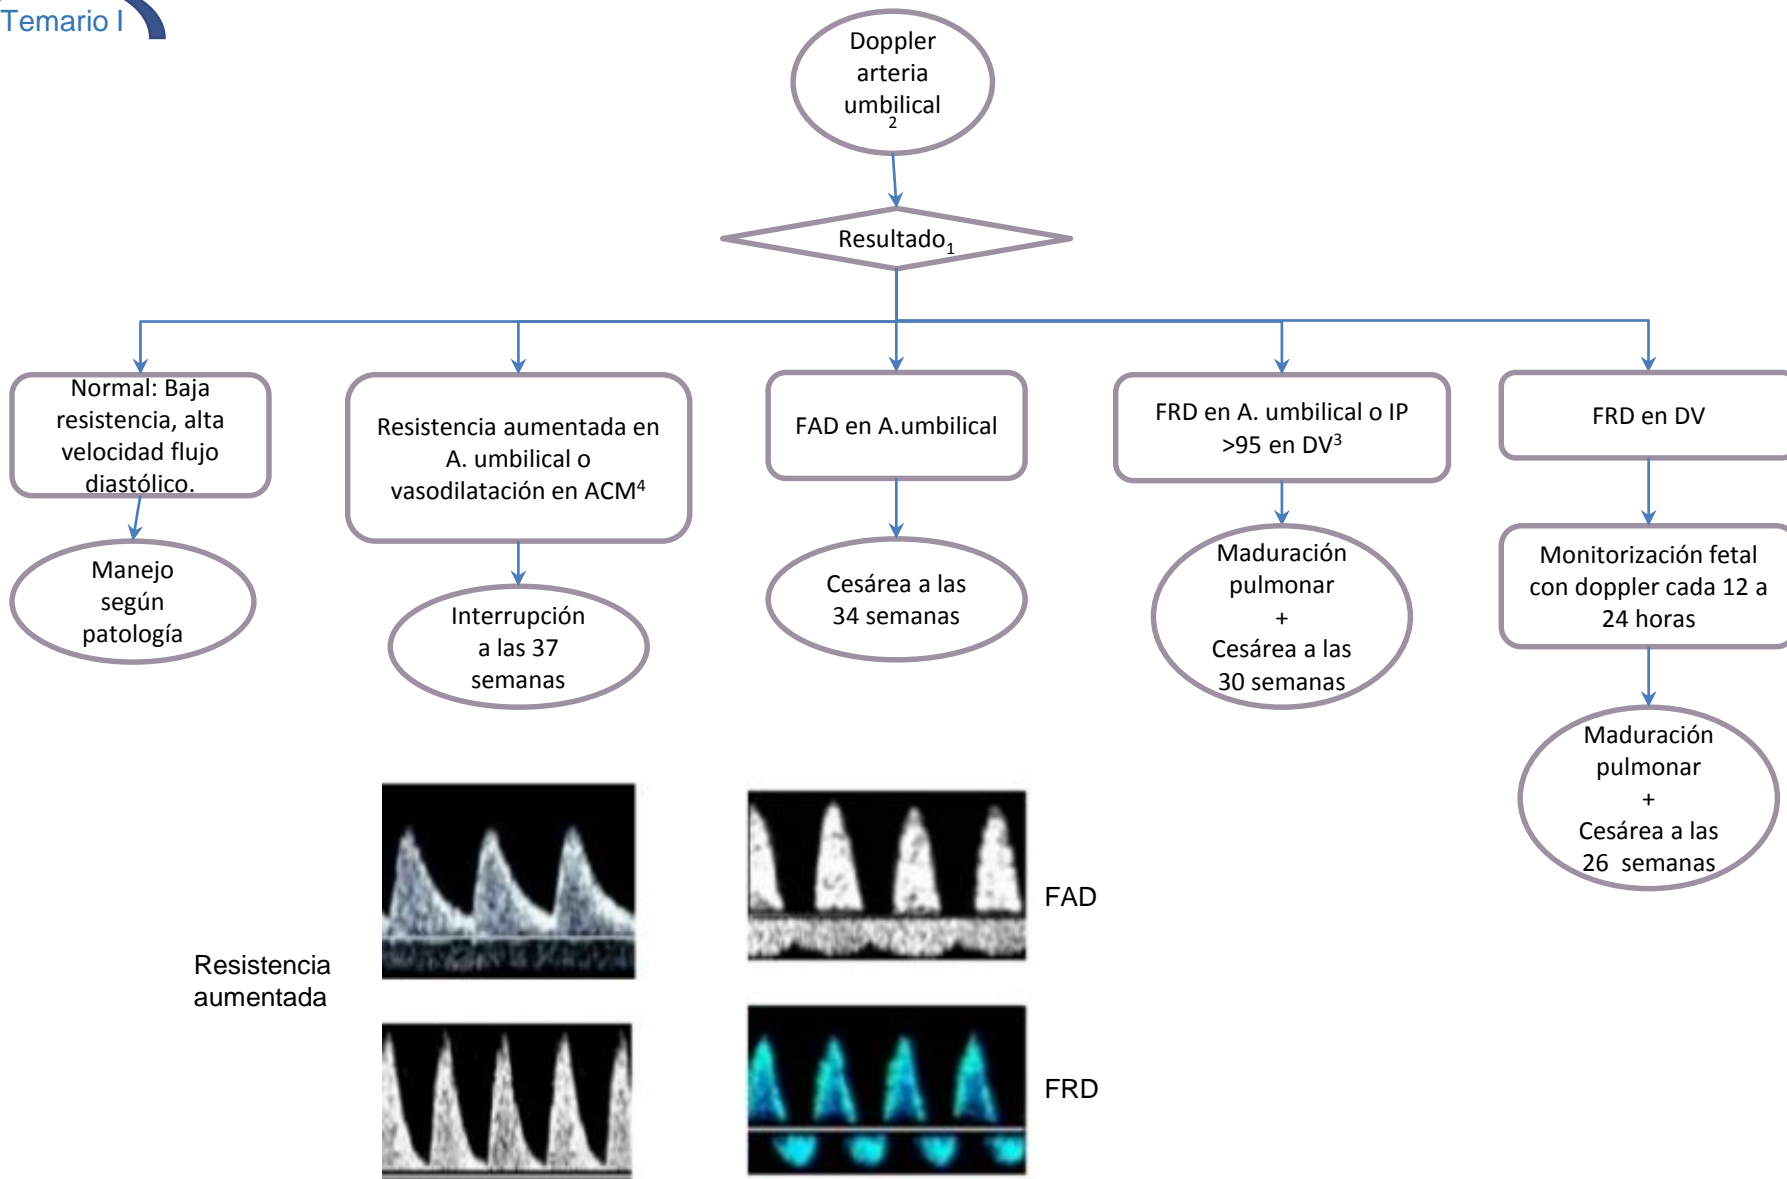 Temario I
Doppler
arteria
umbilical
2
Resultado1
Normal: Baja
resistencia, alta
velocidad flujo
diastólico.
Resistencia aumentada en
A. umbilical o
vasodilatación en ACM4
FAD en A.umbilical
FRD en A. umbilical o IP
>95 en DV3
FRD en DV
Manejo
según
patología
Interrupción
a las 37
semanas
Cesárea a las
34 semanas
Maduración
pulmonar
+
Cesárea a las
30 semanas
Monitorización fetal
con doppler cada 12 a
24 horas
Maduración
pulmonar
+
Cesárea a las
26 semanas
Resistencia
aumentada
FAD
FRD